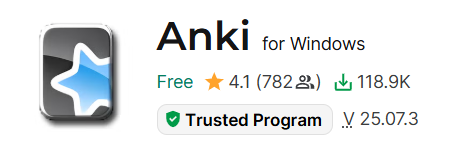 Anki for Windows
Free 4.1 (782) 118.9K
Trusted Program V 25.07.3